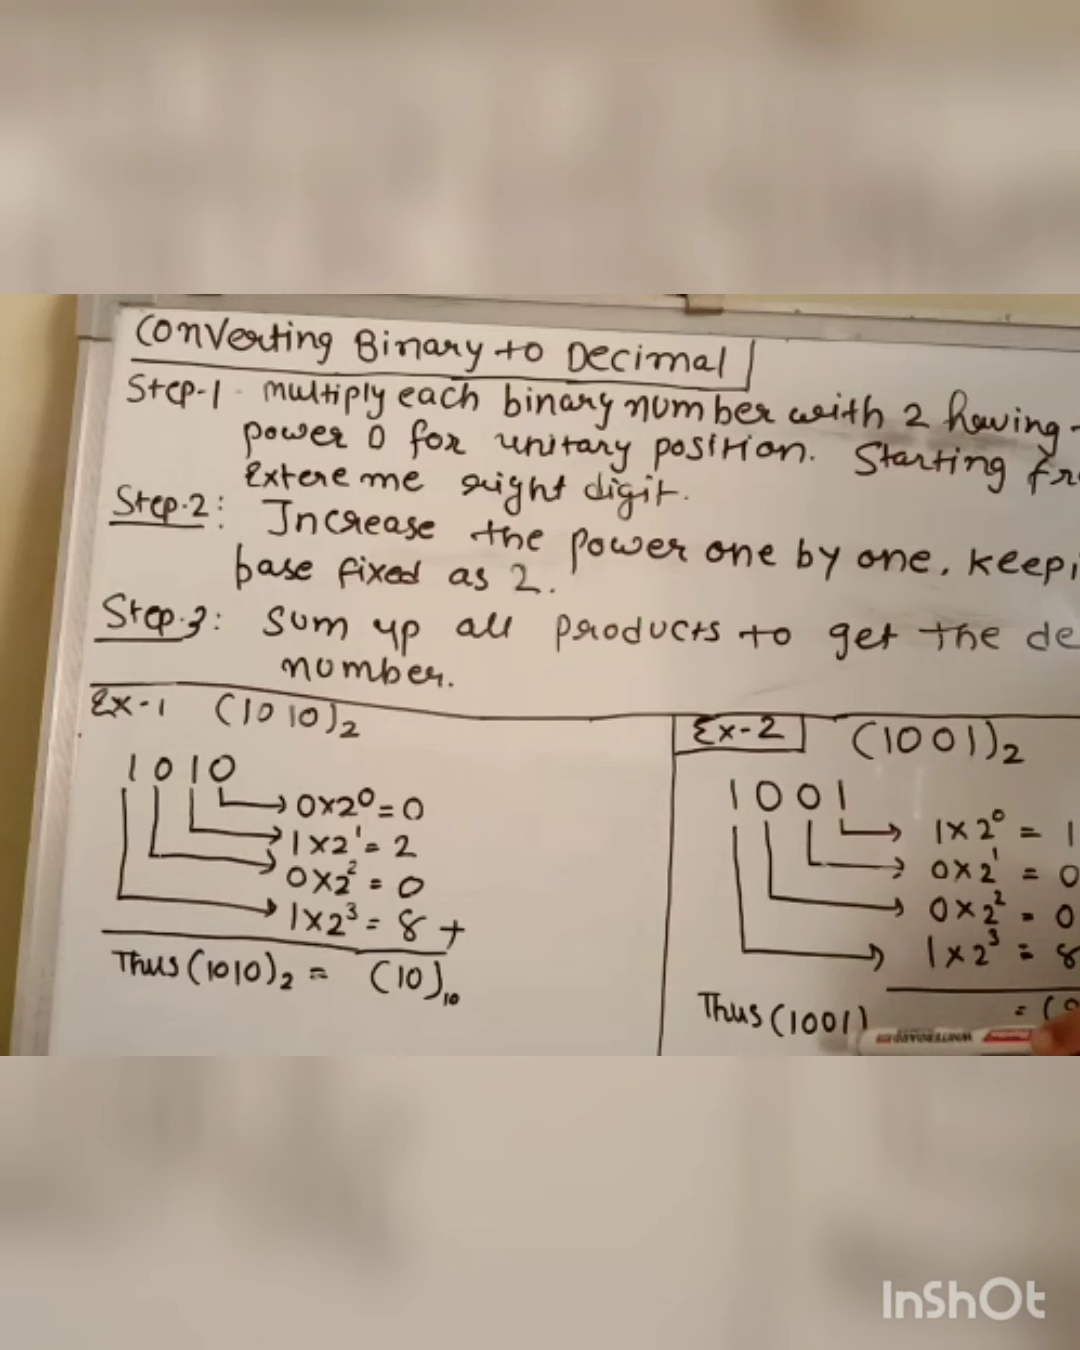 Converting Binary to Decimal
Step-1 - multiply each binary number with 2 having
power 0 for unitary position. Starting
Extereme right digit.
Step-2: Increase the power one by one, keepi
base fixed as 2.
Step-3: Sum up all products to get the de
number.
Ex-1 (1010)₂
1010
0×2⁰=0
1×2¹=2
0×2²=0
1×2³=8 +
Thus (1010)₂ = (10)₁₀
Ex-2 (1001)₂
1001
1×2⁰ = 1
0×2¹ = 0
0×2² = 0
1×2³ = 8
Thus (1001) = (
WHITEBOARD
InShOt